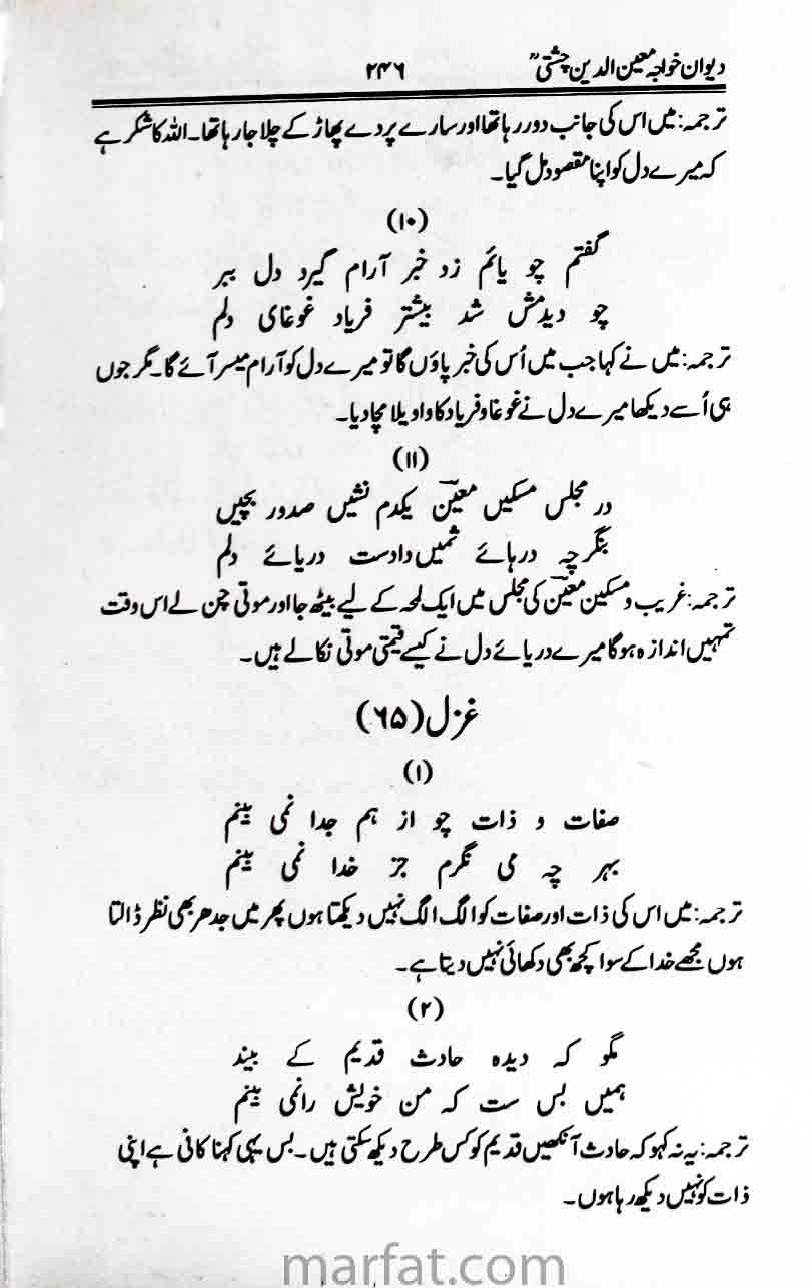 دیوان خواجہ معین الدین چشتیؒ
۲۴۶
ترجمہ: میں اس کی جانب دوررہا تھا اور سارے پردے پھاڑ کے چلا جا رہا تھا۔ اللہ کا شکر ہے
کہ میرے دل کو اپنا مقصود مل گیا۔
(۱۰)
گفتم چو یائم زد خبر آرام گیرد دل ببر
چو دیدمش شد بیشتر فریاد غوغای دلم
ترجمہ: میں نے کہا جب میں اُس کی خبر پاؤں گا تو میرے دل کو آرام میسر آئے گا۔ مگر جوں
ہی اُسے دیکھا میرے دل نے غوغا و فریاد کا واویلا مچا دیا۔
(۱۱)
در مجلس مسکیں معینؔ یکدم نشیں صد در بچیں
بنگر چہ درہائے ثمیں دادست دریائے دلم
ترجمہ: غریب و مسکین معینؔ کی مجلس میں ایک لمحہ کے لیے بیٹھ جا اور موتی چن لے اس وقت
تمہیں اندازہ ہوگا میرے دریائے دل نے کیسے قیمتی موتی نکالے ہیں۔
غزل (۶۵)
(۱)
صفات و ذات چو از ہم جدا نمی بینم
بہر چہ می نگرم جز خدا نمی بینم
ترجمہ: میں اس کی ذات اور صفات کو الگ الگ نہیں دیکھتا ہوں پھر میں جدھر بھی نظر ڈالتا
ہوں مجھے خدا کے سوا کچھ بھی دکھائی نہیں دیتا ہے۔
(۲)
مگو کہ دیدہ حادث قدیم کے بیند
ہمیں بس ست کہ من خویش رانمی بینم
ترجمہ: یہ نہ کہو کہ حادث آنکھیں قدیم کو کس طرح دیکھ سکتی ہیں۔ بس یہی کہنا کافی ہے اپنی
ذات کو نہیں دیکھ رہا ہوں۔
marfat.com